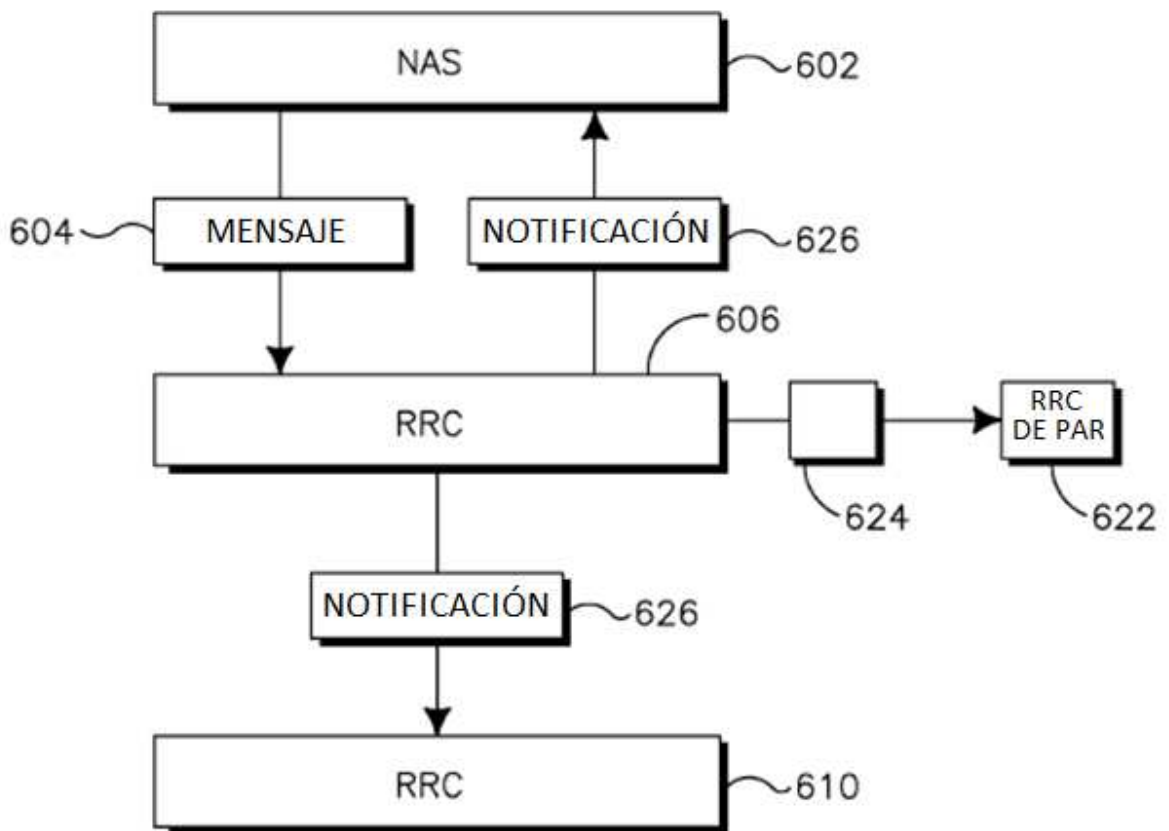 NAS
602
604
MENSAJE
NOTIFICACIÓN
626
606
RRC
RRC
DE PAR
624
622
NOTIFICACIÓN
626
RRC
610